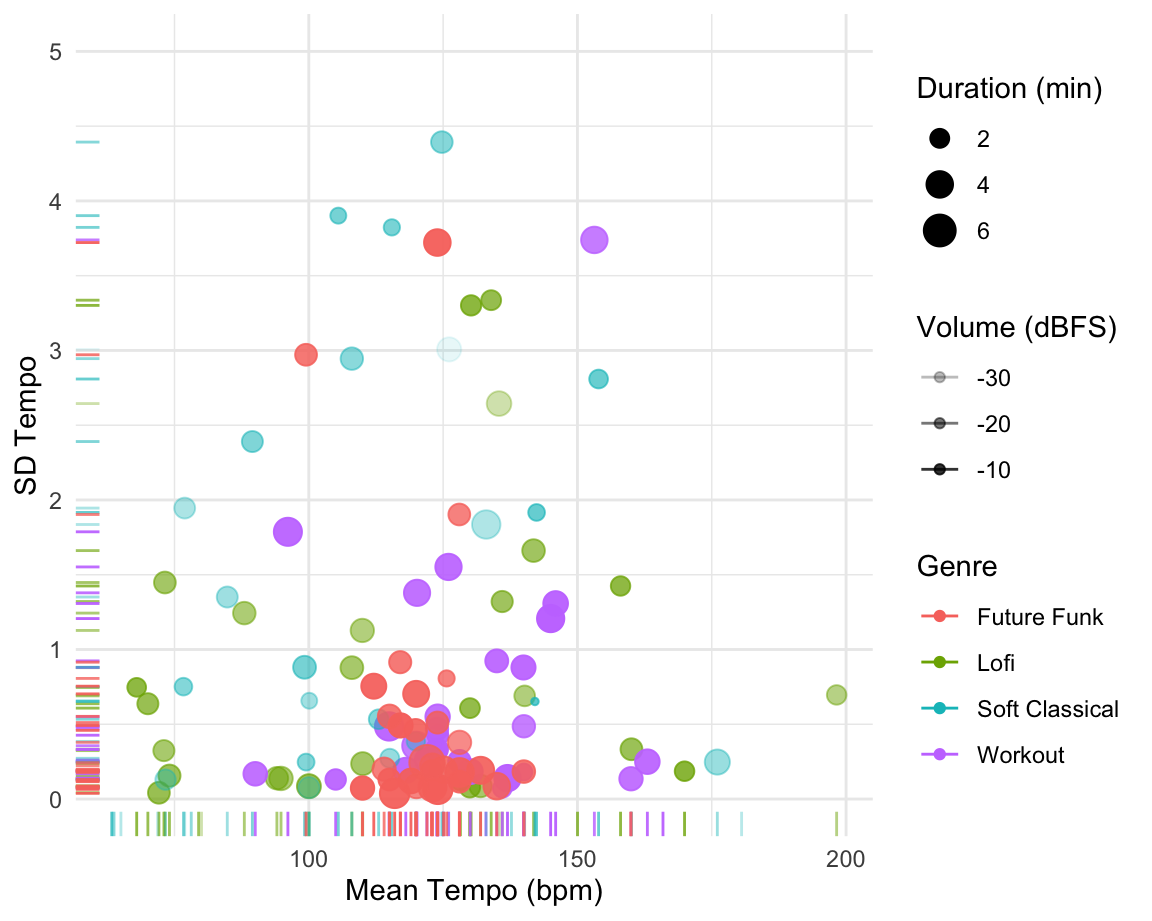 5
4
3
2
1
0
SD Tempo
100
150
200
Mean Tempo (bpm)
Duration (min)
2
4
6
Volume (dBFS)
-30
-20
-10
Genre
Future Funk
Lofi
Soft Classical
Workout